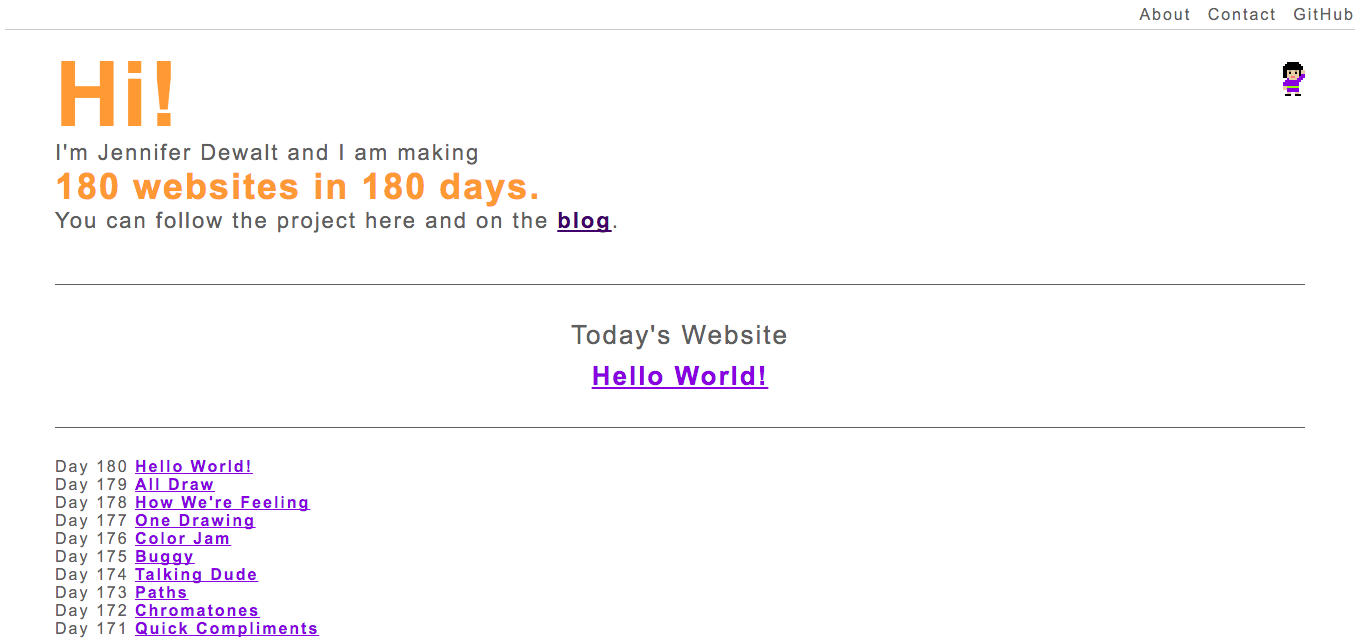 About Contact GitHub
Hi!
I'm Jennifer Dewalt and I am making
180 websites in 180 days.
You can follow the project here and on the blog.
Today's Website
Hello World!
Day 180 Hello World!
Day 179 All Draw
Day 178 How We're Feeling
Day 177 One Drawing
Day 176 Color Jam
Day 175 Buggy
Day 174 Talking Dude
Day 173 Paths
Day 172 Chromatones
Day 171 Quick Compliments